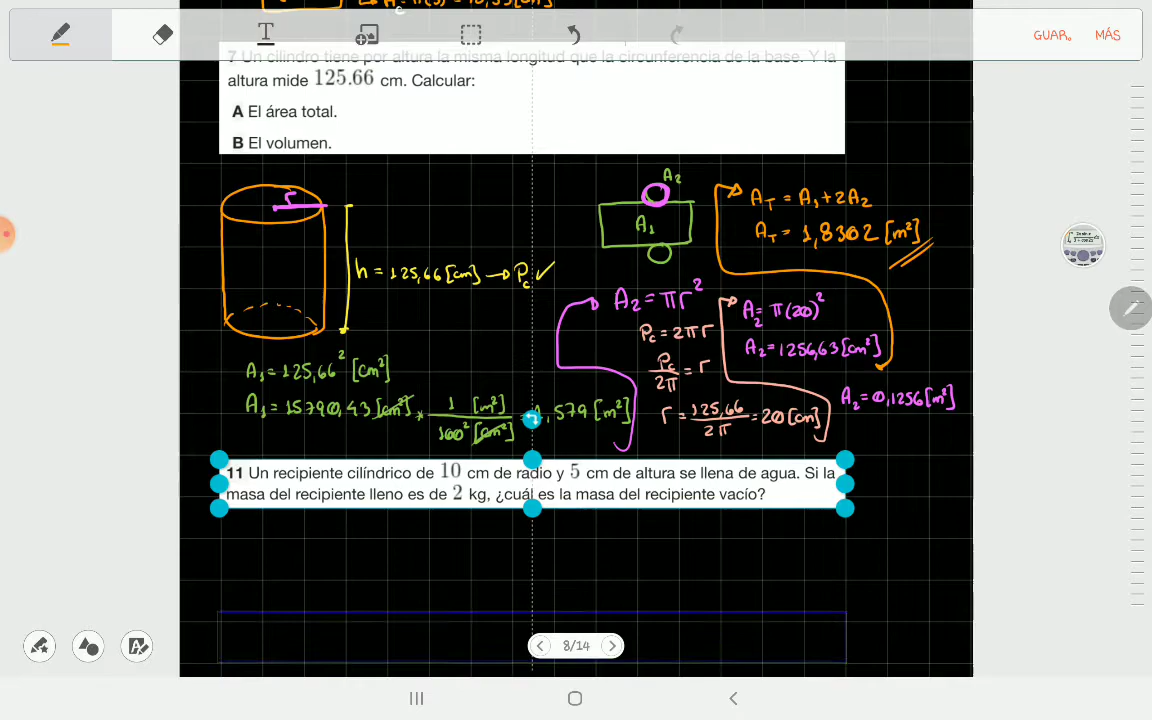 GUAR.
MÁS
7 Un cilindro tiene por altura la misma longitud que la circunferencia de la base. Y la
altura mide 125.66 cm. Calcular:
A El área total.
B El volumen.
r
h = 125,66 [cm] → Pc ✓
A₁ = 125,66² [cm²]
A₁ = 15790,43 [cm²] * 1 [m²] / 100² [cm²] = 1,579 [m²]
A₂
A₁
A₂ = πr²
Pc = 2πr
Pc / 2π = r
r = 125,66 / 2π = 20 [cm]
A_T = A₁ + 2A₂
A_T = 1,8302 [m²]
A₂ = π(20)²
A₂ = 1256,63 [cm²]
A₂ = 0,1256 [m²]
11 Un recipiente cilíndrico de 10 cm de radio y 5 cm de altura se llena de agua. Si la
masa del recipiente lleno es de 2 kg, ¿cuál es la masa del recipiente vacío?
8/14